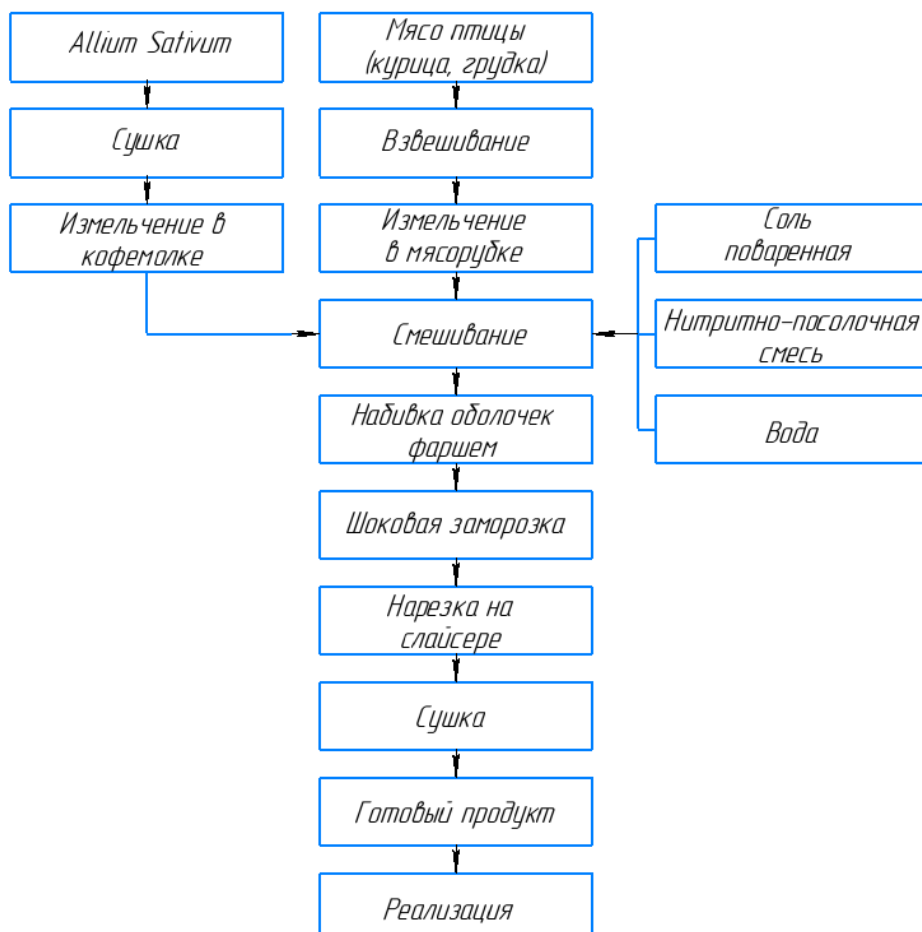 Allium Sativum
Сушка
Измельчение в
кофемолке
Мясо птицы
(курица, грудка)
Взвешивание
Измельчение
в мясорубке
Соль
поваренная
Нитритно-посолочная
смесь
Вода
Смешивание
Набивка оболочек
фаршем
Шоковая заморозка
Нарезка на
слайсере
Сушка
Готовый продукт
Реализация